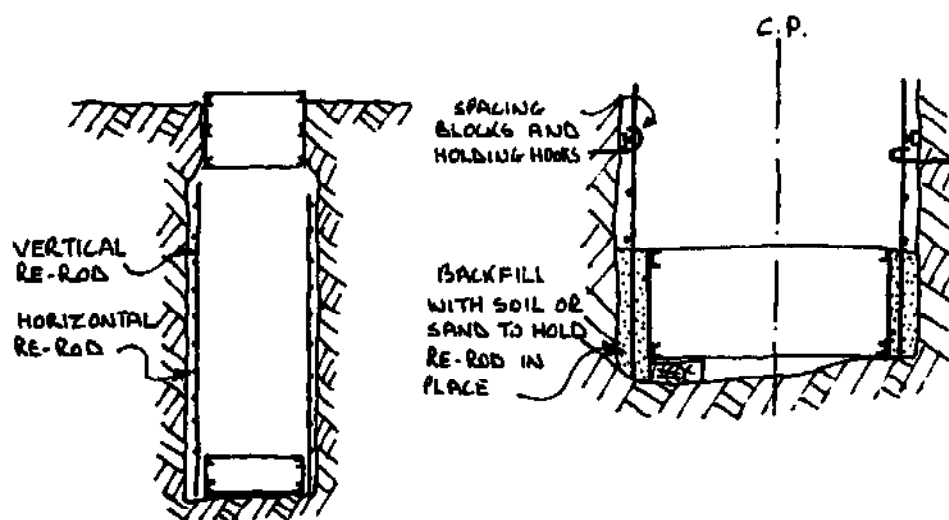 C.P.
SPACING
BLOCKS AND
HOLDING HOOKS
VERTICAL
RE-ROD
HORIZONTAL
RE-ROD
BACKFILL
WITH SOIL OR
SAND TO HOLD
RE-ROD IN
PLACE